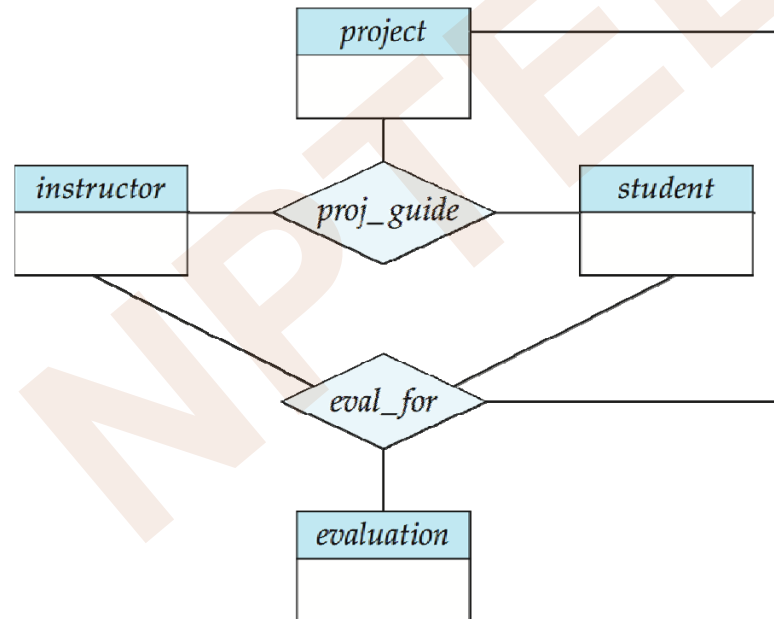 project
instructor
proj_guide
student
eval_for
evaluation
NPTEL